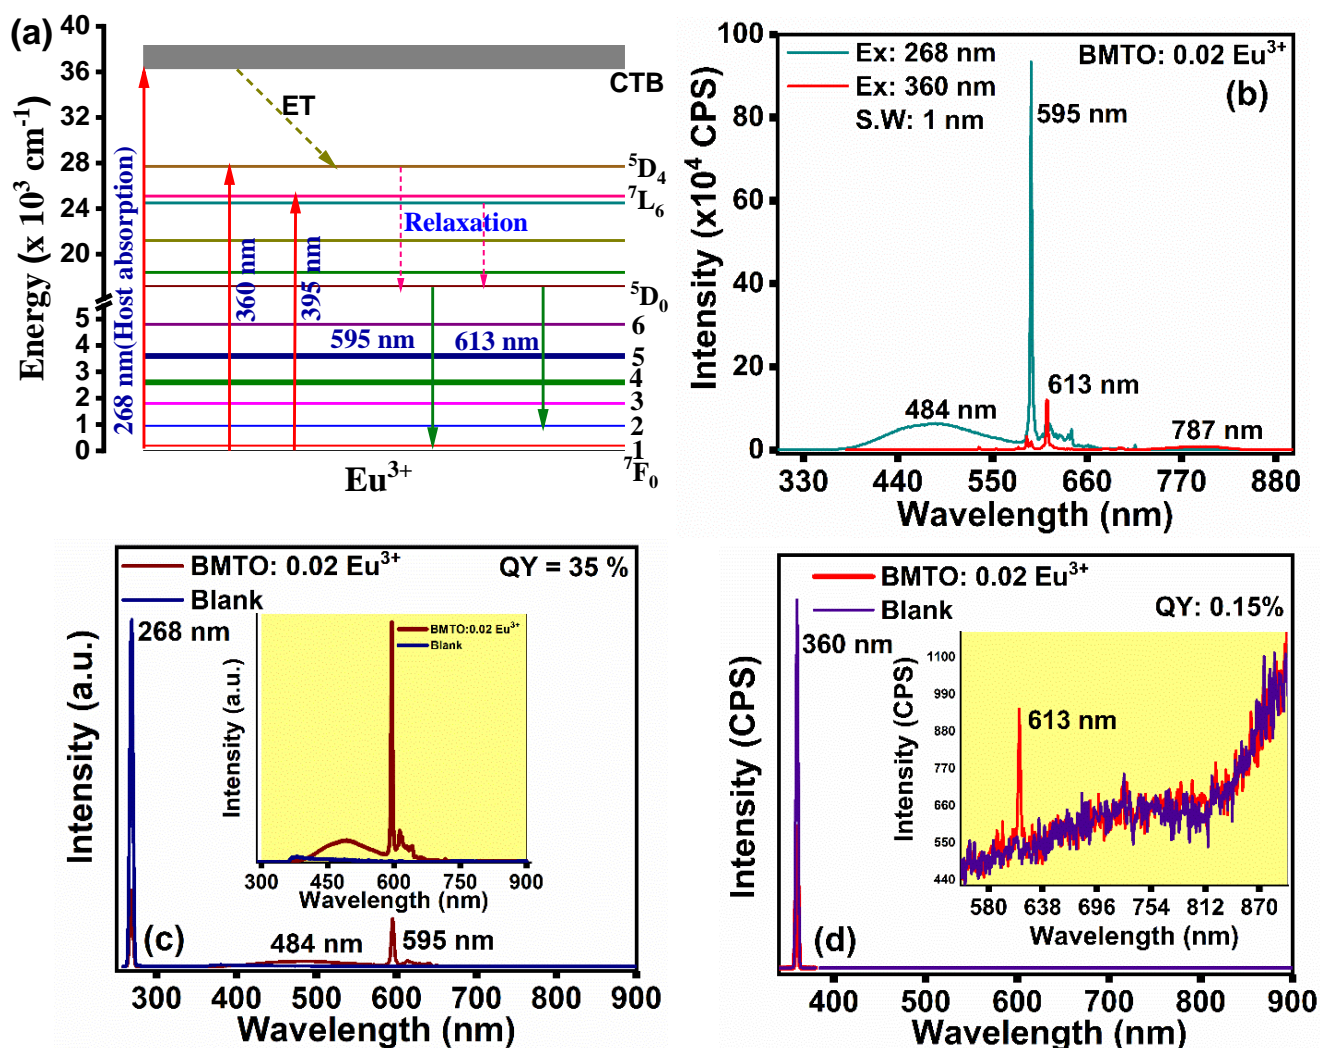 (a)
Energy (x 10³ cm⁻¹)
40
36
32
28
24
20
5
4
3
2
1
0
CTB
ET
⁵D₄
⁷L₆
Relaxation
⁵D₀
268 nm(Host absorption)
360 nm
395 nm
595 nm
613 nm
6
5
4
3
2
1
⁷F₀
Eu³⁺
(b)
Ex: 268 nm
Ex: 360 nm
S.W: 1 nm
BMTO: 0.02 Eu³⁺
595 nm
613 nm
484 nm
787 nm
Intensity (x10⁴ CPS)
100
80
60
40
20
0
330 440 550 660 770 880
Wavelength (nm)
BMTO: 0.02 Eu³⁺
Blank
QY = 35 %
268 nm
Intensity (a.u.)
BMTO:0.02 Eu³⁺
Blank
Intensity (a.u.)
300 450 600 750 900
Wavelength (nm)
(c)
484 nm
595 nm
300 400 500 600 700 800 900
Wavelength (nm)
BMTO: 0.02 Eu³⁺
Blank
QY: 0.15%
360 nm
Intensity (CPS)
Intensity (CPS)
1100
990
880
770
660
550
440
613 nm
580 638 696 754 812 870
Wavelength (nm)
(d)
400 500 600 700 800 900
Wavelength (nm)